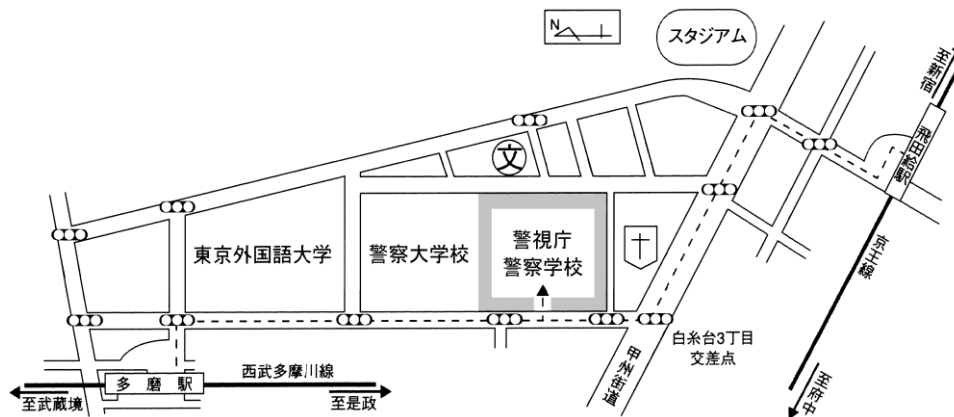 N
スタジアム
至新宿
飛田給駅
文
東京外国語大学
警察大学校
警視庁
警察学校
京王線
白糸台3丁目
交差点
甲州街道
西武多摩川線
多磨駅
至武蔵境
至是政
至府中